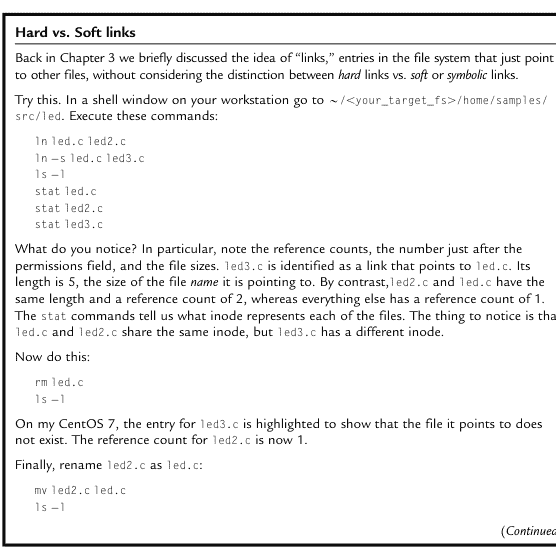 Hard vs. Soft links
Back in Chapter 3 we briefly discussed the idea of “links,” entries in the file system that just point
to other files, without considering the distinction between hard links vs. soft or symbolic links.
Try this. In a shell window on your workstation go to ~/<your_target_fs>/home/samples/
src/led. Execute these commands:
ln led.c led2.c
ln –s led.c led3.c
ls –l
stat led.c
stat led2.c
stat led3.c
What do you notice? In particular, note the reference counts, the number just after the
permissions field, and the file sizes. led3.c is identified as a link that points to led.c. Its
length is 5, the size of the file name it is pointing to. By contrast,led2.c and led.c have the
same length and a reference count of 2, whereas everything else has a reference count of 1.
The stat commands tell us what inode represents each of the files. The thing to notice is tha
led.c and led2.c share the same inode, but led3.c has a different inode.
Now do this:
rm led.c
ls –l
On my CentOS 7, the entry for led3.c is highlighted to show that the file it points to does
not exist. The reference count for led2.c is now 1.
Finally, rename led2.c as led.c:
mv led2.c led.c
ls –l
(Continued